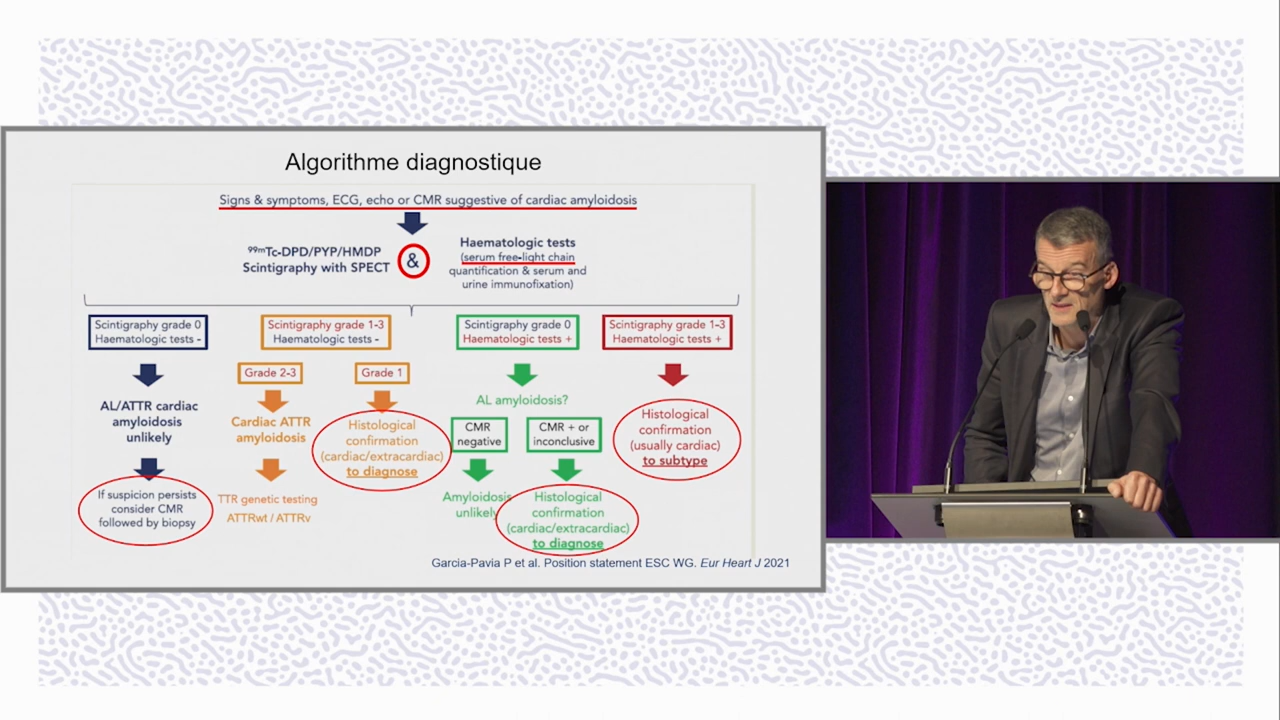 Algorithme diagnostique
Signs & symptoms, ECG, echo or CMR suggestive of cardiac amyloidosis
99mTc-DPD/PYP/HMDP
Scintigraphy with SPECT
&
Haematologic tests
(serum free-light chain
quantification & serum and
urine immunofixation)
Scintigraphy grade 0
Haematologic tests -
Scintigraphy grade 1-3
Haematologic tests -
Scintigraphy grade 0
Haematologic tests +
Scintigraphy grade 1-3
Haematologic tests +
AL/ATTR cardiac
amyloidosis
unlikely
If suspicion persists
consider CMR
followed by biopsy
Grade 2-3
Cardiac ATTR
amyloidosis
TTR genetic testing
ATTRwt / ATTRv
Grade 1
Histological
confirmation
(cardiac/extracardiac)
to diagnose
AL amyloidosis?
CMR
negative
Amyloidosis
unlikely
CMR + or
inconclusive
Histological
confirmation
(cardiac/extracardiac)
to diagnose
Histological
confirmation
(usually cardiac)
to subtype
Garcia-Pavia P et al. Position statement ESC WG. Eur Heart J 2021